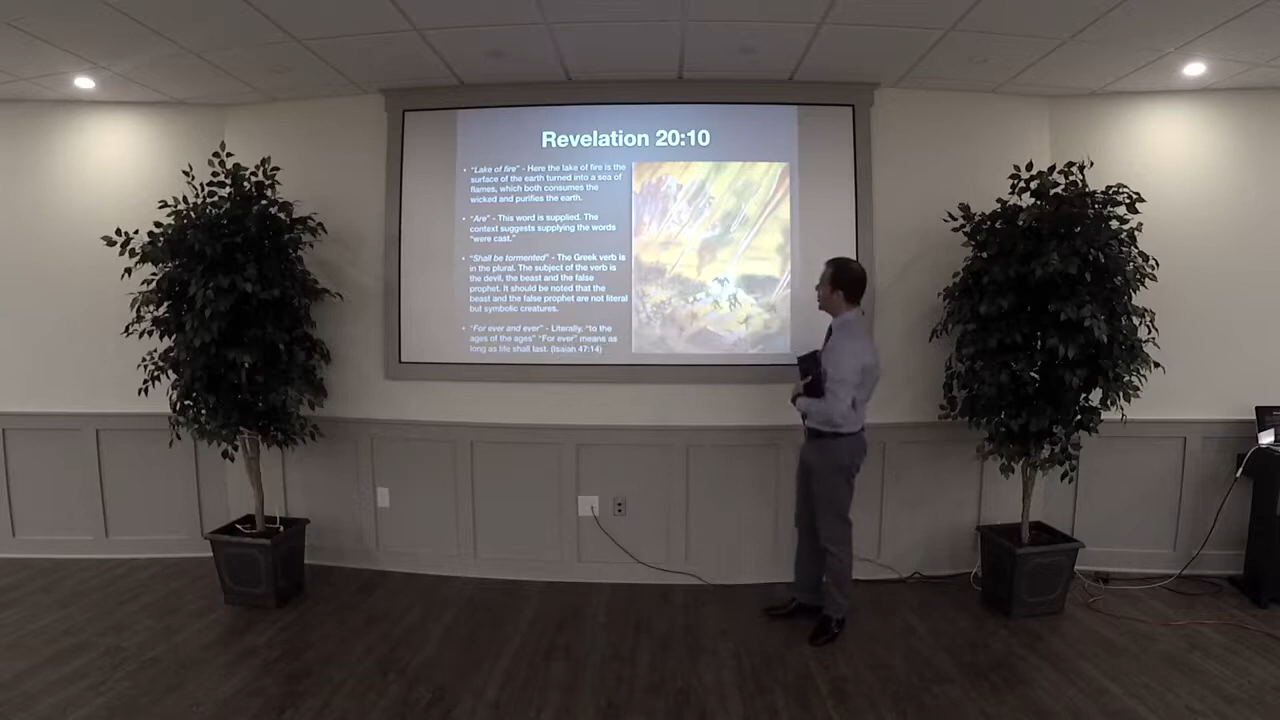 Revelation 20:10
• "Lake of fire" - Here the lake of fire is the
surface of the earth turned into a sea of
flames, which both consumes the
wicked and purifies the earth.
• "Are" - This word is supplied. The
context suggests supplying the words
"were cast."
• "Shall be tormented" - The Greek verb is
in the plural. The subject of the verb is
the devil, the beast and the false
prophet. It should be noted that the
beast and the false prophet are not literal
but symbolic creatures.
• "For ever and ever" - Literally, "to the
ages of the ages" "For ever" means as
long as life shall last. (Isaiah 47:14)